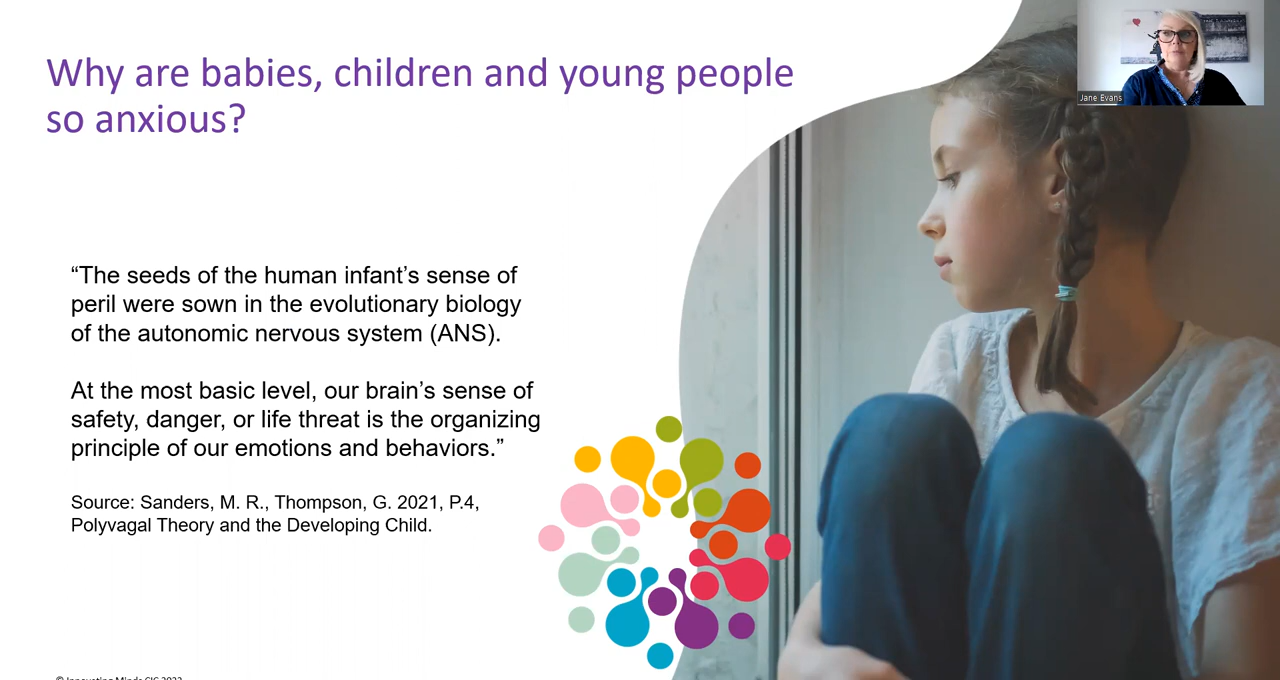 Why are babies, children and young people
so anxious?
“The seeds of the human infant’s sense of
peril were sown in the evolutionary biology
of the autonomic nervous system (ANS).
At the most basic level, our brain’s sense of
safety, danger, or life threat is the organizing
principle of our emotions and behaviors.”
Source: Sanders, M. R., Thompson, G. 2021, P.4,
Polyvagal Theory and the Developing Child.
Jane Evans